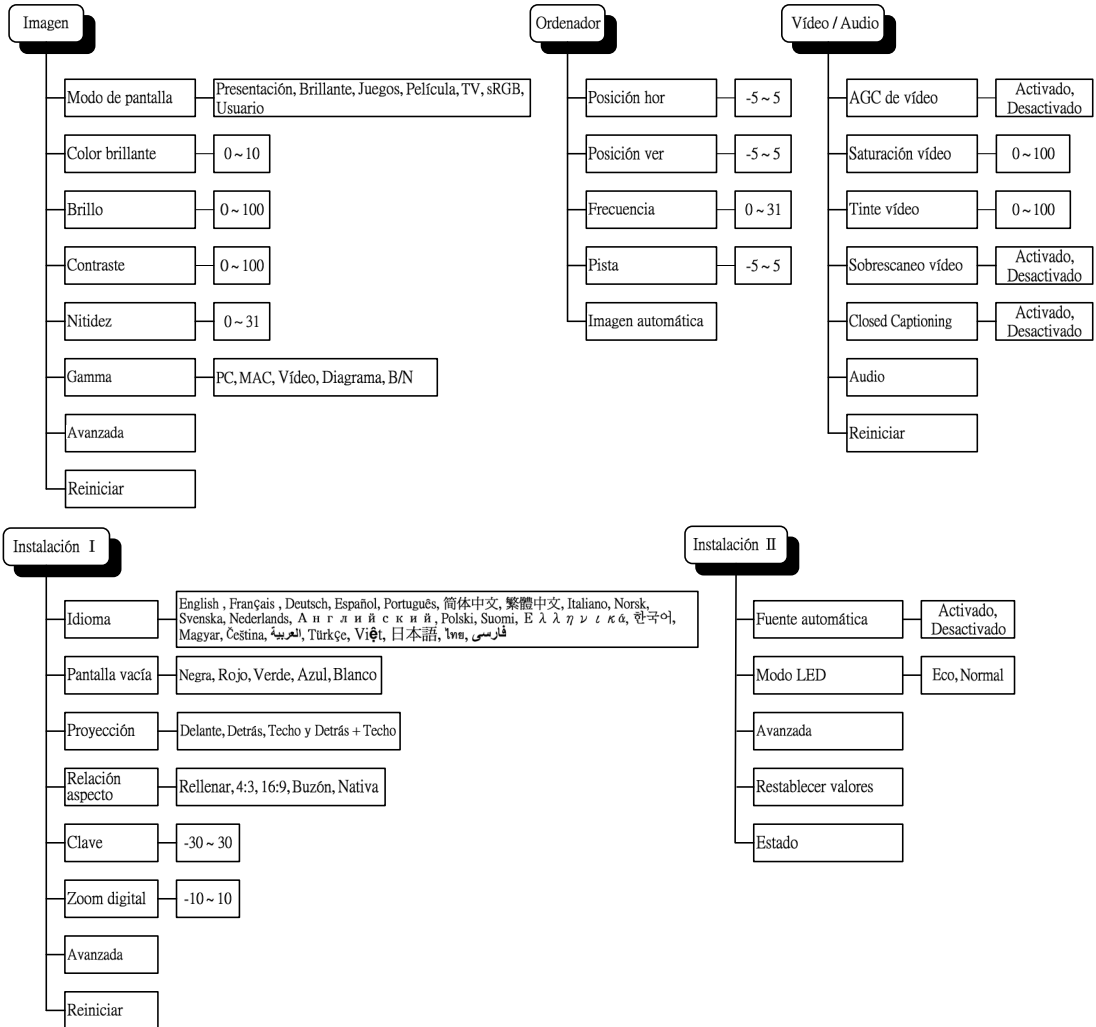 Imagen
Modo de pantalla
Presentación, Brillante, Juegos, Película, TV, sRGB,
Usuario
Color brillante
0 ~ 10
Brillo
0 ~ 100
Contraste
0 ~ 100
Nitidez
0 ~ 31
Gamma
PC, MAC, Vídeo, Diagrama, B/N
Avanzada
Reiniciar
Ordenador
Posición hor
-5 ~ 5
Posición ver
-5 ~ 5
Frecuencia
0 ~ 31
Pista
-5 ~ 5
Imagen automática
Vídeo / Audio
AGC de vídeo
Activado,
Desactivado
Saturación vídeo
0 ~ 100
Tinte vídeo
0 ~ 100
Sobrescaneo vídeo
Activado,
Desactivado
Closed Captioning
Activado,
Desactivado
Audio
Reiniciar
Instalación I
Idioma
English , Français , Deutsch, Español, Português, 简体中文, 繁體中文, Italiano, Norsk,
Svenska, Nederlands, А н г л и й с к и й , Polski, Suomi, Ε λ λ η ν ι κ ά, 한국어,
Magyar, Čeština, العربية, Türkçe, Việt, 日本語, ไทย, فارسی
Pantalla vacía
Negra, Rojo, Verde, Azul, Blanco
Proyección
Delante, Detrás, Techo y Detrás + Techo
Relación
aspecto
Rellenar, 4:3, 16:9, Buzón, Nativa
Clave
-30 ~ 30
Zoom digital
-10 ~ 10
Avanzada
Reiniciar
Instalación II
Fuente automática
Activado,
Desactivado
Modo LED
Eco, Normal
Avanzada
Restablecer valores
Estado